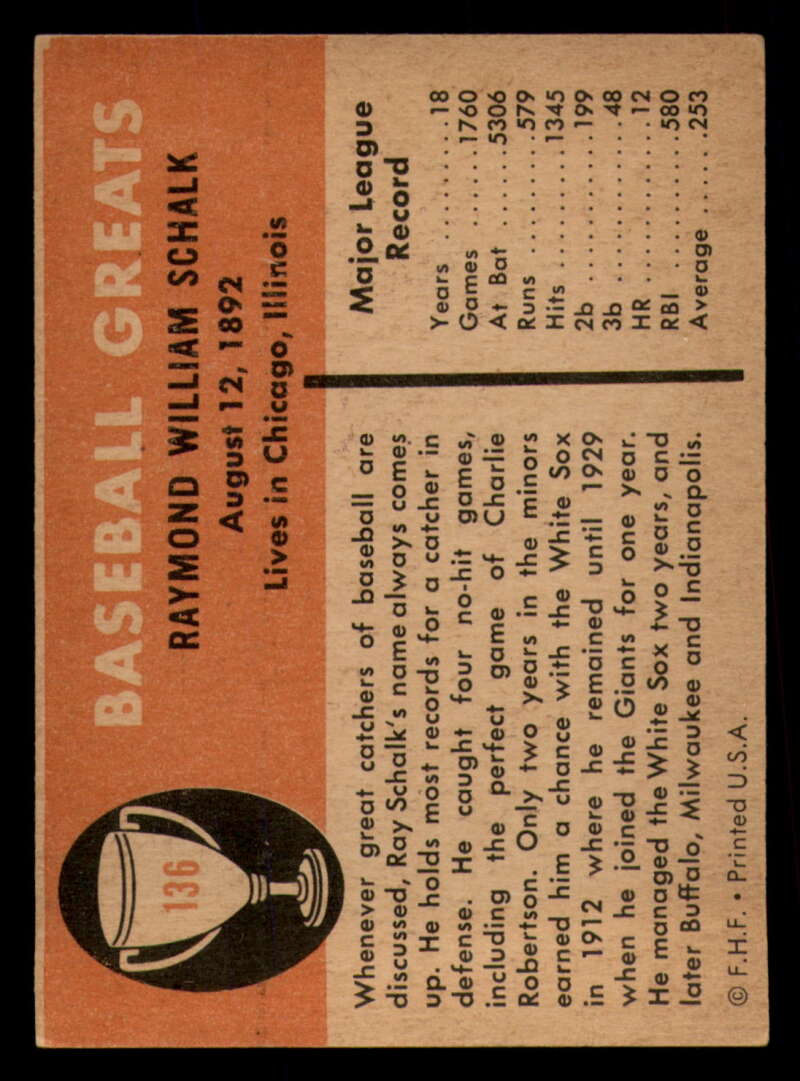 136
BASEBALL GREATS
RAYMOND WILLIAM SCHALK
August 12, 1892
Lives in Chicago, Illinois
Whenever great catchers of baseball are
discussed, Ray Schalk's name always comes
up. He holds most records for a catcher in
defense. He caught four no-hit games,
including the perfect game of Charlie
Robertson. Only two years in the minors
earned him a chance with the White Sox
in 1912 where he remained until 1929
when he joined the Giants for one year.
He managed the White Sox two years, and
later Buffalo, Milwaukee and Indianapolis.
© F.H.F. • Printed U.S.A.
Major League
Record
Years .........18
Games .......1760
At Bat .......5306
Runs .........579
Hits .........1345
2b ...........199
3b ............48
HR ............12
RBI ..........580
Average ......253